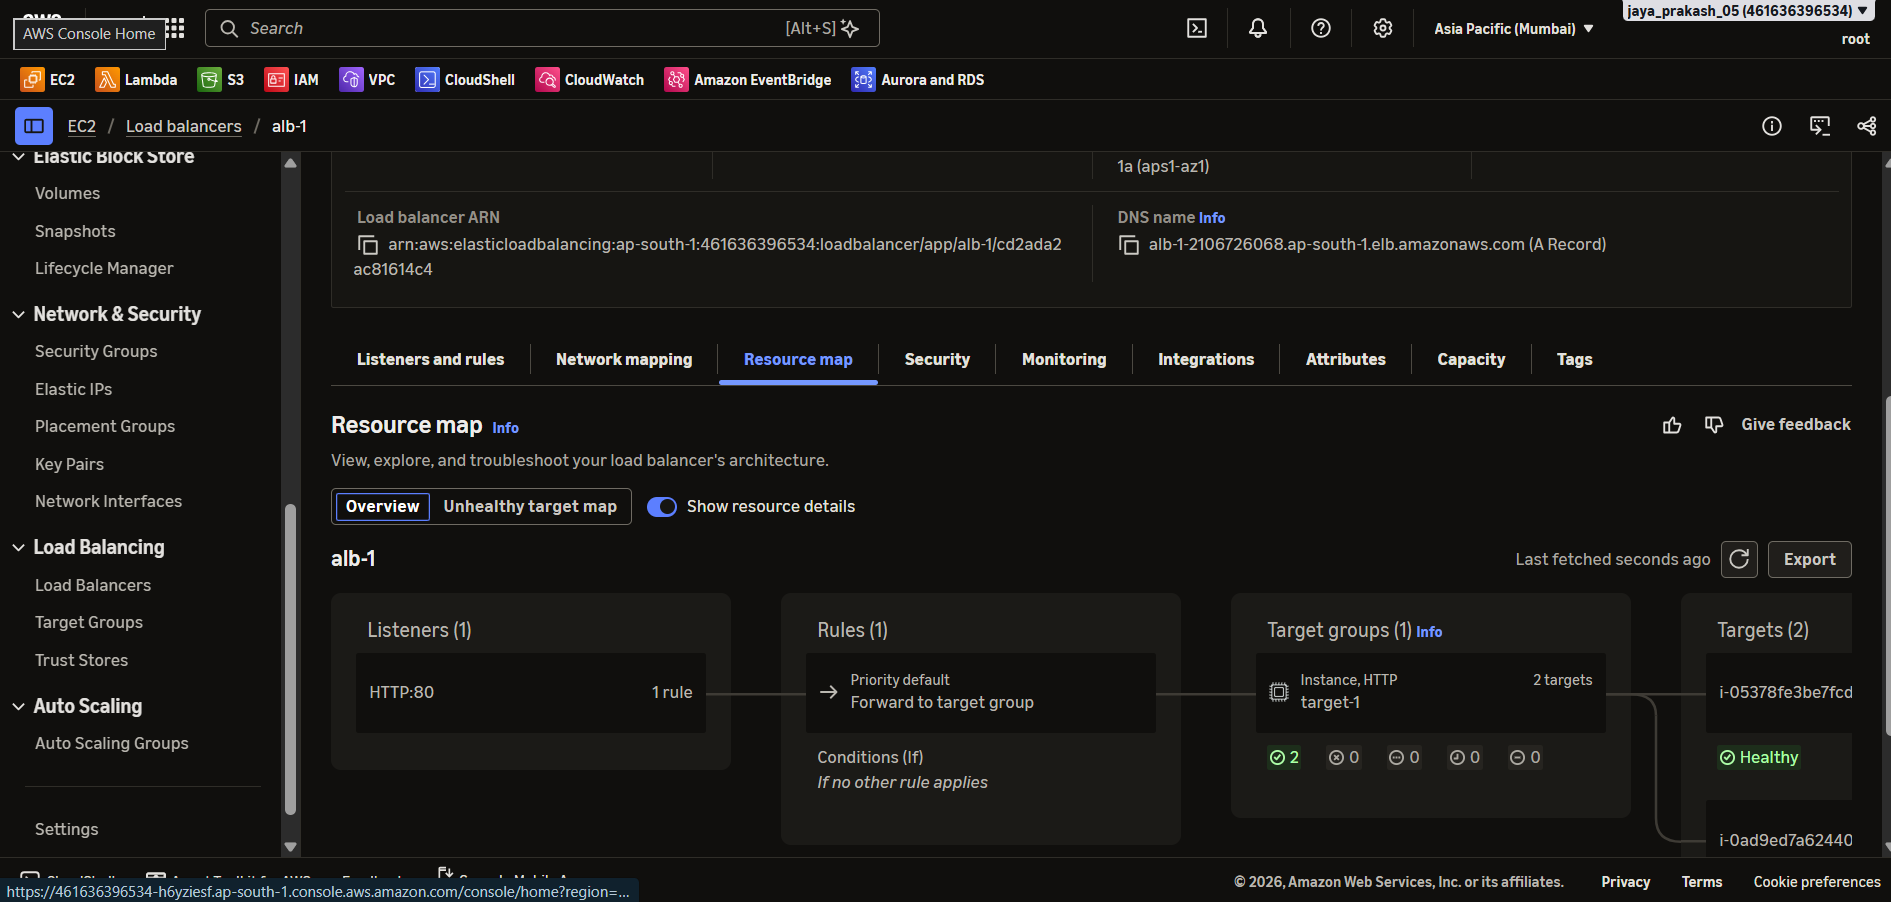 AWS Console Home
Search
[Alt+S]
Asia Pacific (Mumbai)
jaya_prakash_05 (461636396534)
root
EC2
Lambda
S3
IAM
VPC
CloudShell
CloudWatch
Amazon EventBridge
Aurora and RDS
EC2 / Load balancers / alb-1
Elastic Block Store
Volumes
Snapshots
Lifecycle Manager
Network & Security
Security Groups
Elastic IPs
Placement Groups
Key Pairs
Network Interfaces
Load Balancing
Load Balancers
Target Groups
Trust Stores
Auto Scaling
Auto Scaling Groups
Settings
1a (aps1-az1)
Load balancer ARN
arn:aws:elasticloadbalancing:ap-south-1:461636396534:loadbalancer/app/alb-1/cd2ada2
ac81614c4
DNS name Info
alb-1-2106726068.ap-south-1.elb.amazonaws.com (A Record)
Listeners and rules
Network mapping
Resource map
Security
Monitoring
Integrations
Attributes
Capacity
Tags
Resource map Info
Give feedback
View, explore, and troubleshoot your load balancer's architecture.
Overview
Unhealthy target map
Show resource details
alb-1
Last fetched seconds ago
Export
Listeners (1)
HTTP:80
1 rule
Rules (1)
Priority default
Forward to target group
Conditions (If)
If no other rule applies
Target groups (1) Info
Instance, HTTP
2 targets
target-1
2
0
0
0
0
Targets (2)
i-05378fe3be7fcd
Healthy
i-0ad9ed7a62440
https://461636396534-h6yziesf.ap-south-1.console.aws.amazon.com/console/home?region=...
© 2026, Amazon Web Services, Inc. or its affiliates.
Privacy
Terms
Cookie preferences